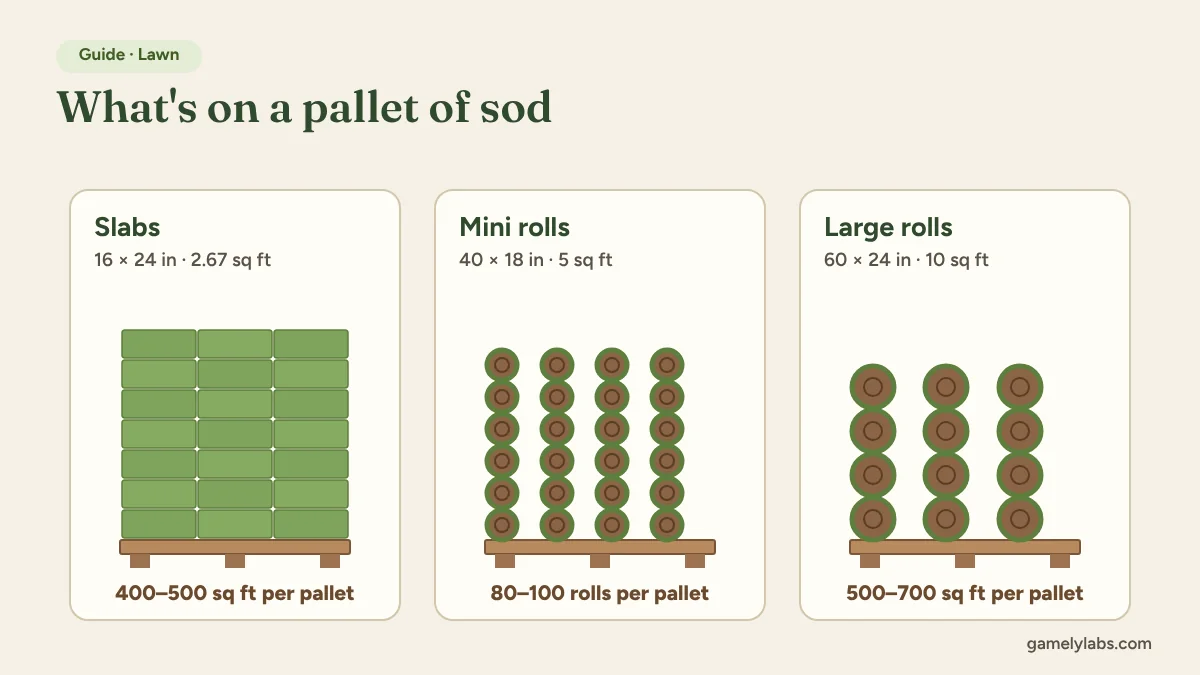 Guide · Lawn
What's on a pallet of sod
Slabs
16 × 24 in · 2.67 sq ft
400–500 sq ft per pallet
Mini rolls
40 × 18 in · 5 sq ft
80–100 rolls per pallet
Large rolls
60 × 24 in · 10 sq ft
500–700 sq ft per pallet
gamelylabs.com